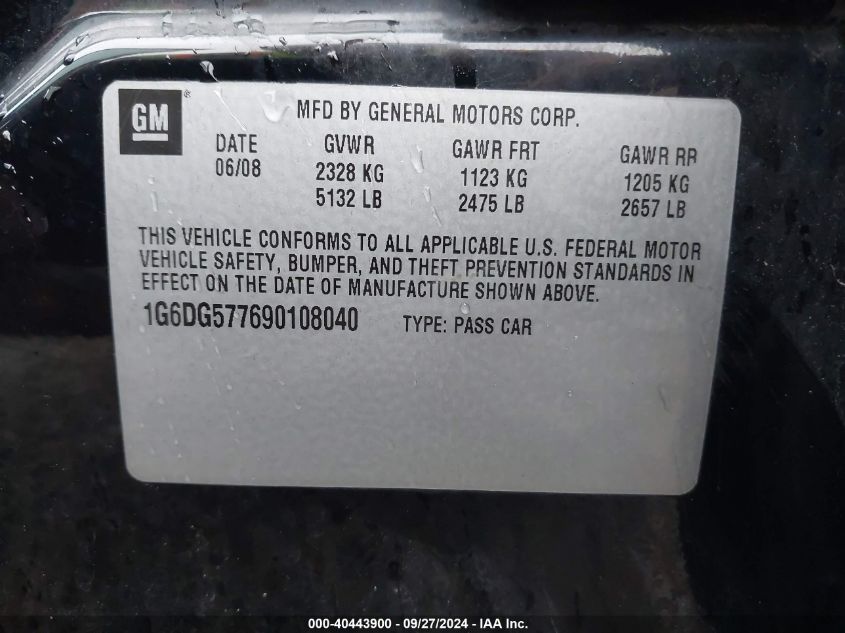 GM ®
MFD BY GENERAL MOTORS CORP.
DATE GVWR GAWR FRT GAWR RR
06/08 2328 KG 1123 KG 1205 KG
5132 LB 2475 LB 2657 LB
THIS VEHICLE CONFORMS TO ALL APPLICABLE U.S. FEDERAL MOTOR
VEHICLE SAFETY, BUMPER, AND THEFT PREVENTION STANDARDS IN
EFFECT ON THE DATE OF MANUFACTURE SHOWN ABOVE.
1G6DG577690108040 TYPE: PASS CAR
000-40443900 - 09/27/2024 - IAA Inc.